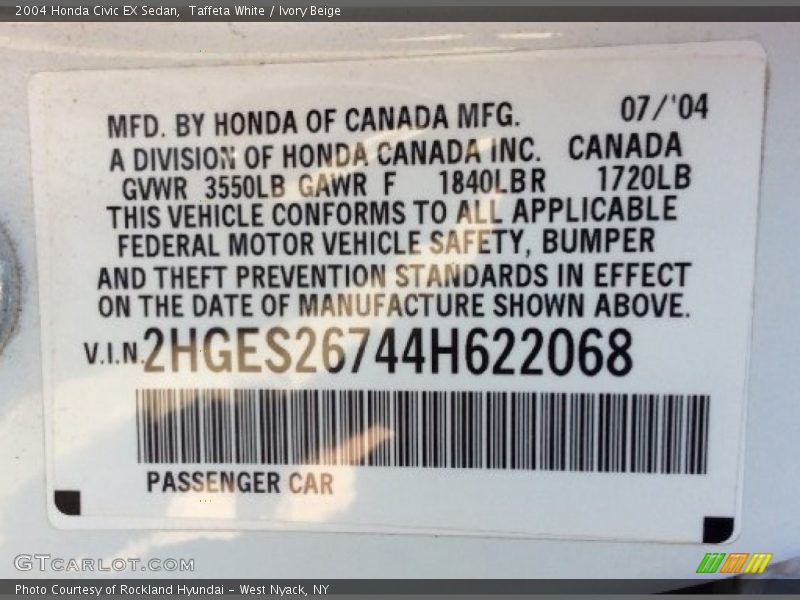 2004 Honda Civic EX Sedan,  Taffeta White / Ivory Beige
MFD. BY HONDA OF CANADA MFG. 07/'04
A DIVISION OF HONDA CANADA INC. CANADA
GVWR 3550LB GAWR F 1840LB R 1720LB
THIS VEHICLE CONFORMS TO ALL APPLICABLE
FEDERAL MOTOR VEHICLE SAFETY, BUMPER
AND THEFT PREVENTION STANDARDS IN EFFECT
ON THE DATE OF MANUFACTURE SHOWN ABOVE.
V.I.N. 2HGES26744H622068
PASSENGER CAR
GTCARLOT.COM
Photo Courtesy of Rockland Hyundai - West Nyack, NY